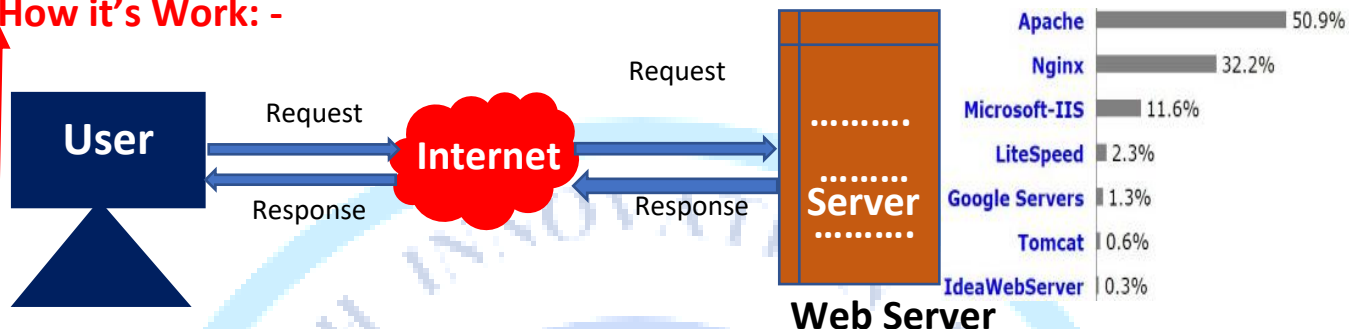 How it's Work: -
User
Request
Response
Internet
Request
Response
..........
.........
Server
..........
Web Server
Apache 50.9%
Nginx 32.2%
Microsoft-IIS 11.6%
LiteSpeed 2.3%
Google Servers 1.3%
Tomcat 0.6%
IdeaWebServer 0.3%